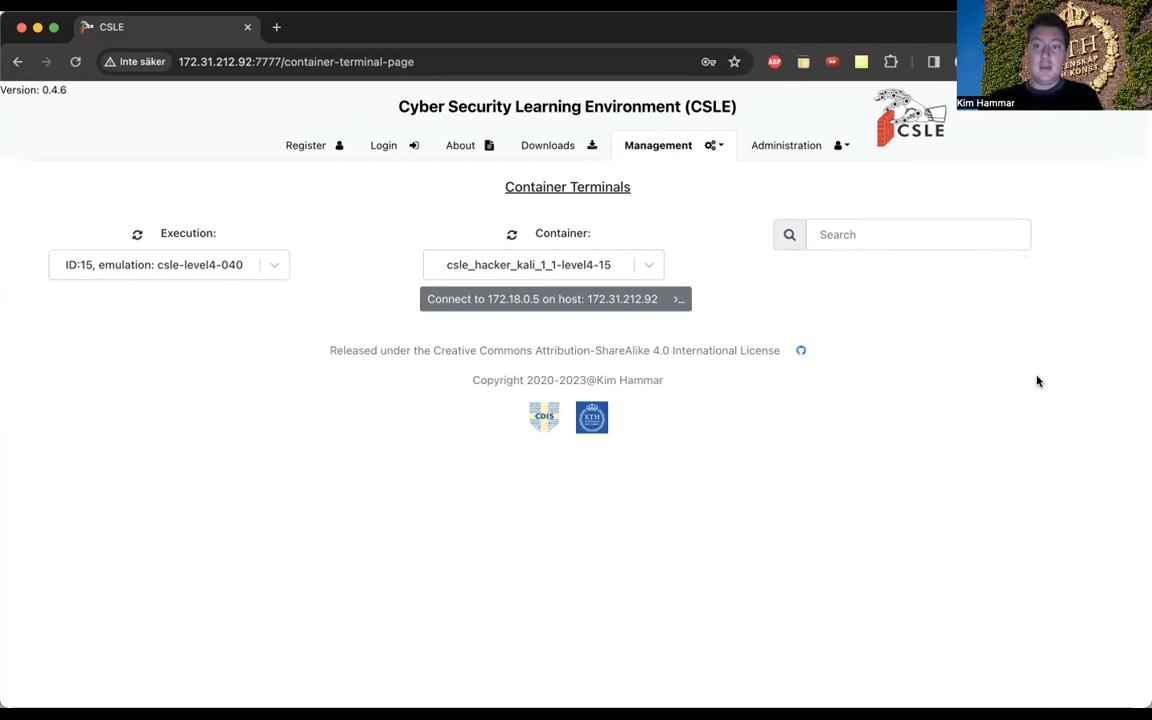 CSLE
Inte säker
172.31.212.92:7777/container-terminal-page
ABP
Kim Hammar
Version: 0.4.6
Cyber Security Learning Environment (CSLE)
CSLE
Register
Login
About
Downloads
Management
Administration
Container Terminals
Execution:
Container:
Search
ID:15, emulation: csle-level4-040
csle_hacker_kali_1_1-level4-15
Connect to 172.18.0.5 on host: 172.31.212.92 >_
Released under the Creative Commons Attribution-ShareAlike 4.0 International License
Copyright 2020-2023@Kim Hammar
CDIS
KTH